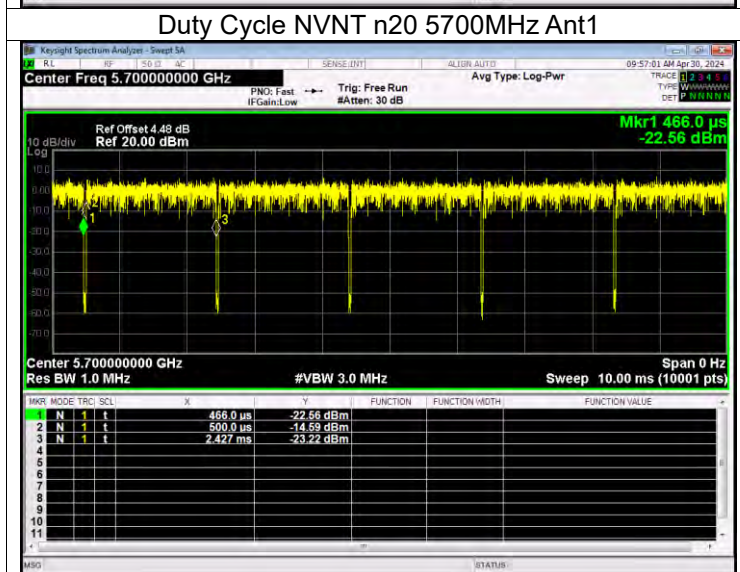 Duty Cycle NVNT n20 5700MHz Ant1
Keysight Spectrum Analyzer - Swept SA
RL RF 50 Ω AC SENSE:INT ALIGN AUTO 09:57:01 AM Apr 30, 2024
Center Freq 5.700000000 GHz
PNO: Fast
IFGain:Low
Trig: Free Run
#Atten: 30 dB
Avg Type: Log-Pwr
TRACE 1 2 3 4 5 6
TYPE W
DET P N N N N N
Mkr1 466.0 µs
-22.56 dBm
Ref Offset 4.48 dB
10 dB/div Ref 20.00 dBm
Log
10.0
0.00
-10.0
-20.0
-30.0
-40.0
-50.0
-60.0
-70.0
2
1
3
Center 5.700000000 GHz Span 0 Hz
Res BW 1.0 MHz #VBW 3.0 MHz Sweep 10.00 ms (10001 pts)
MKR MODE TRC SCL X Y FUNCTION FUNCTION WIDTH FUNCTION VALUE
1 N 1 t 466.0 µs -22.56 dBm
2 N 1 t 500.0 µs -14.59 dBm
3 N 1 t 2.427 ms -23.22 dBm
4
5
6
7
8
9
10
11
MSG STATUS